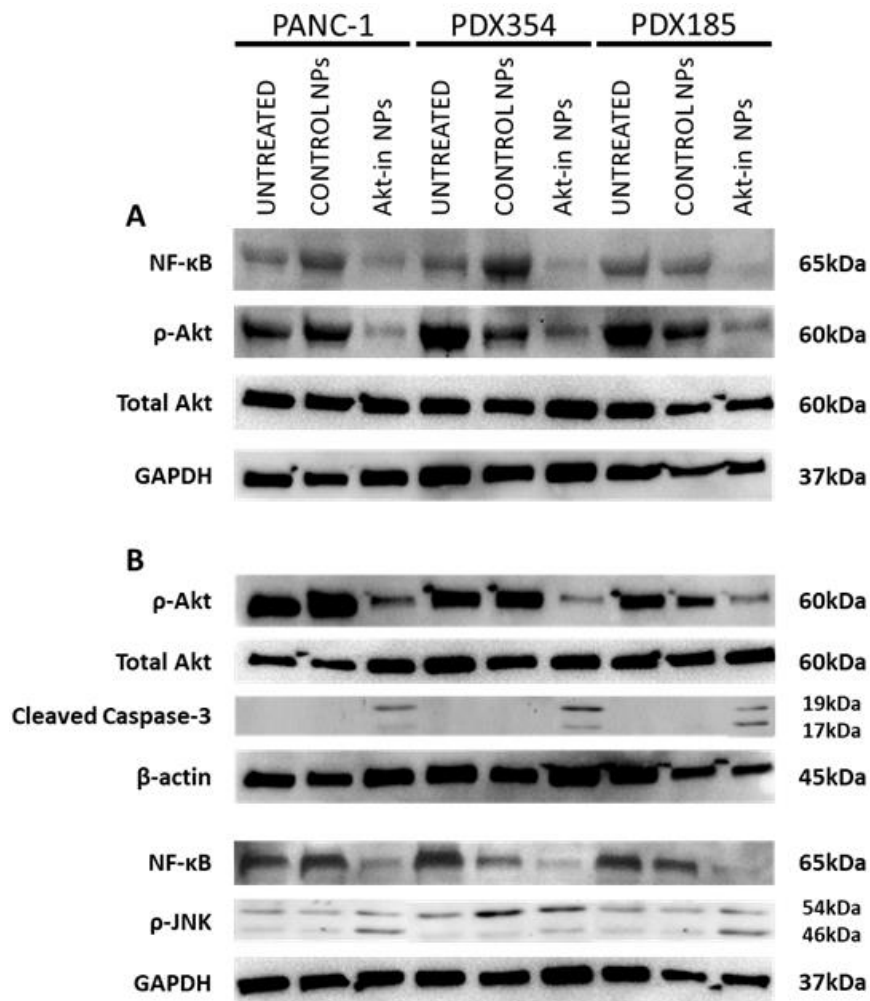 PANC-1 PDX354 PDX185
UNTREATED CONTROL NPs Akt-in NPs UNTREATED CONTROL NPs Akt-in NPs UNTREATED CONTROL NPs Akt-in NPs
A
NF-κB 65kDa
ρ-Akt 60kDa
Total Akt 60kDa
GAPDH 37kDa
B
ρ-Akt 60kDa
Total Akt 60kDa
Cleaved Caspase-3 19kDa
17kDa
β-actin 45kDa
NF-κB 65kDa
ρ-JNK 54kDa
46kDa
GAPDH 37kDa